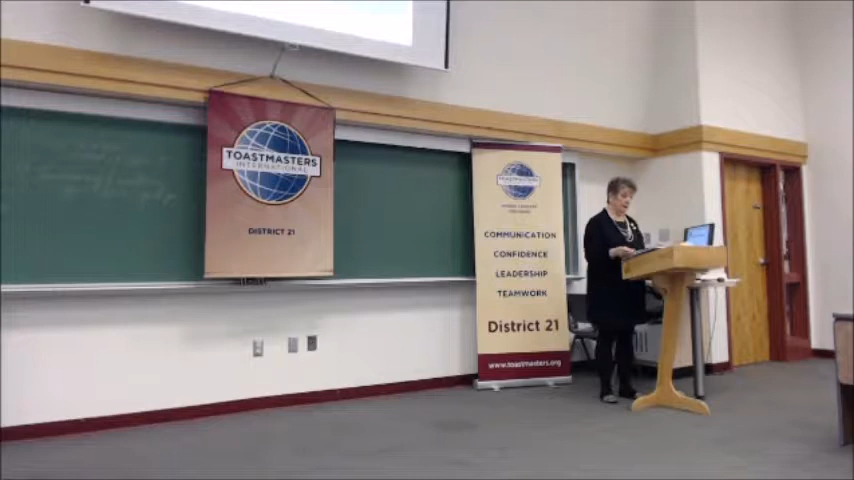 TOASTMASTERS
INTERNATIONAL
DISTRICT 21
TOASTMASTERS
COMMUNICATION
CONFIDENCE
LEADERSHIP
TEAMWORK
District 21
www.toastmasters.org